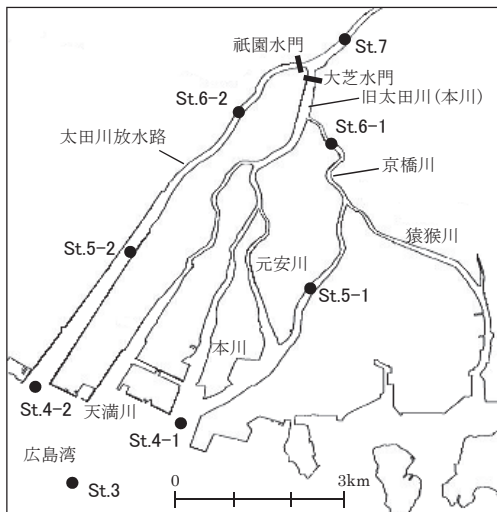 祇園水門
St.7
大芝水門
旧太田川(本川)
St.6-2
St.6-1
太田川放水路
京橋川
猿猴川
St.5-2
元安川
St.5-1
本川
St.4-2
天満川
St.4-1
広島湾
St.3
0 3km